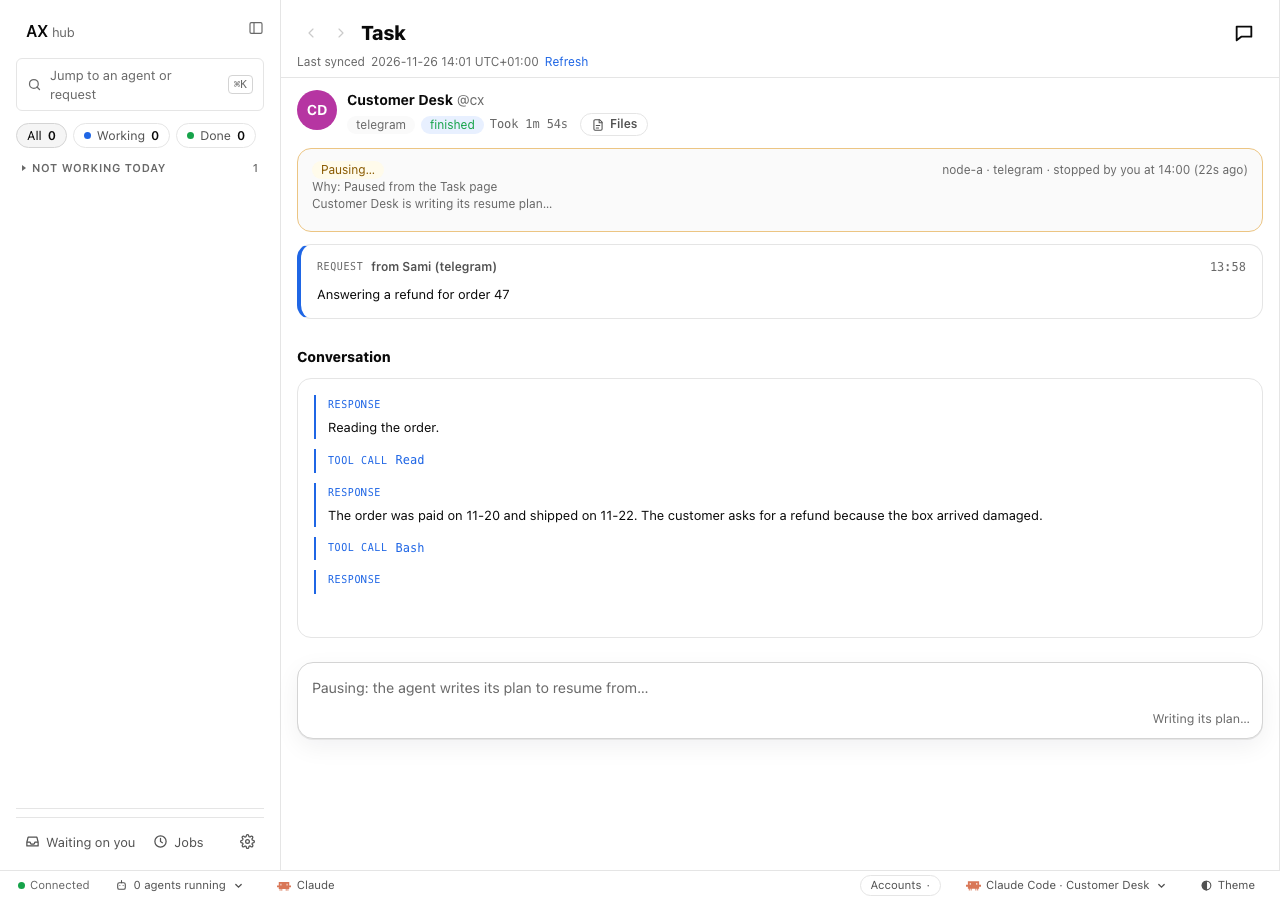 AX hub
Jump to an agent or
request
⌘K
All 0
Working 0
Done 0
NOT WORKING TODAY 1
Waiting on you
Jobs
Task
Last synced 2026-11-26 14:01 UTC+01:00 Refresh
CD
Customer Desk @cx
telegram finished Took 1m 54s Files
Pausing… node-a · telegram · stopped by you at 14:00 (22s ago)
Why: Paused from the Task page
Customer Desk is writing its resume plan…
REQUEST from Sami (telegram) 13:58
Answering a refund for order 47
Conversation
RESPONSE
Reading the order.
TOOL CALL Read
RESPONSE
The order was paid on 11-20 and shipped on 11-22. The customer asks for a refund because the box arrived damaged.
TOOL CALL Bash
RESPONSE
Pausing: the agent writes its plan to resume from…
Writing its plan…
Connected
0 agents running
Claude
Accounts ·
Claude Code · Customer Desk
Theme